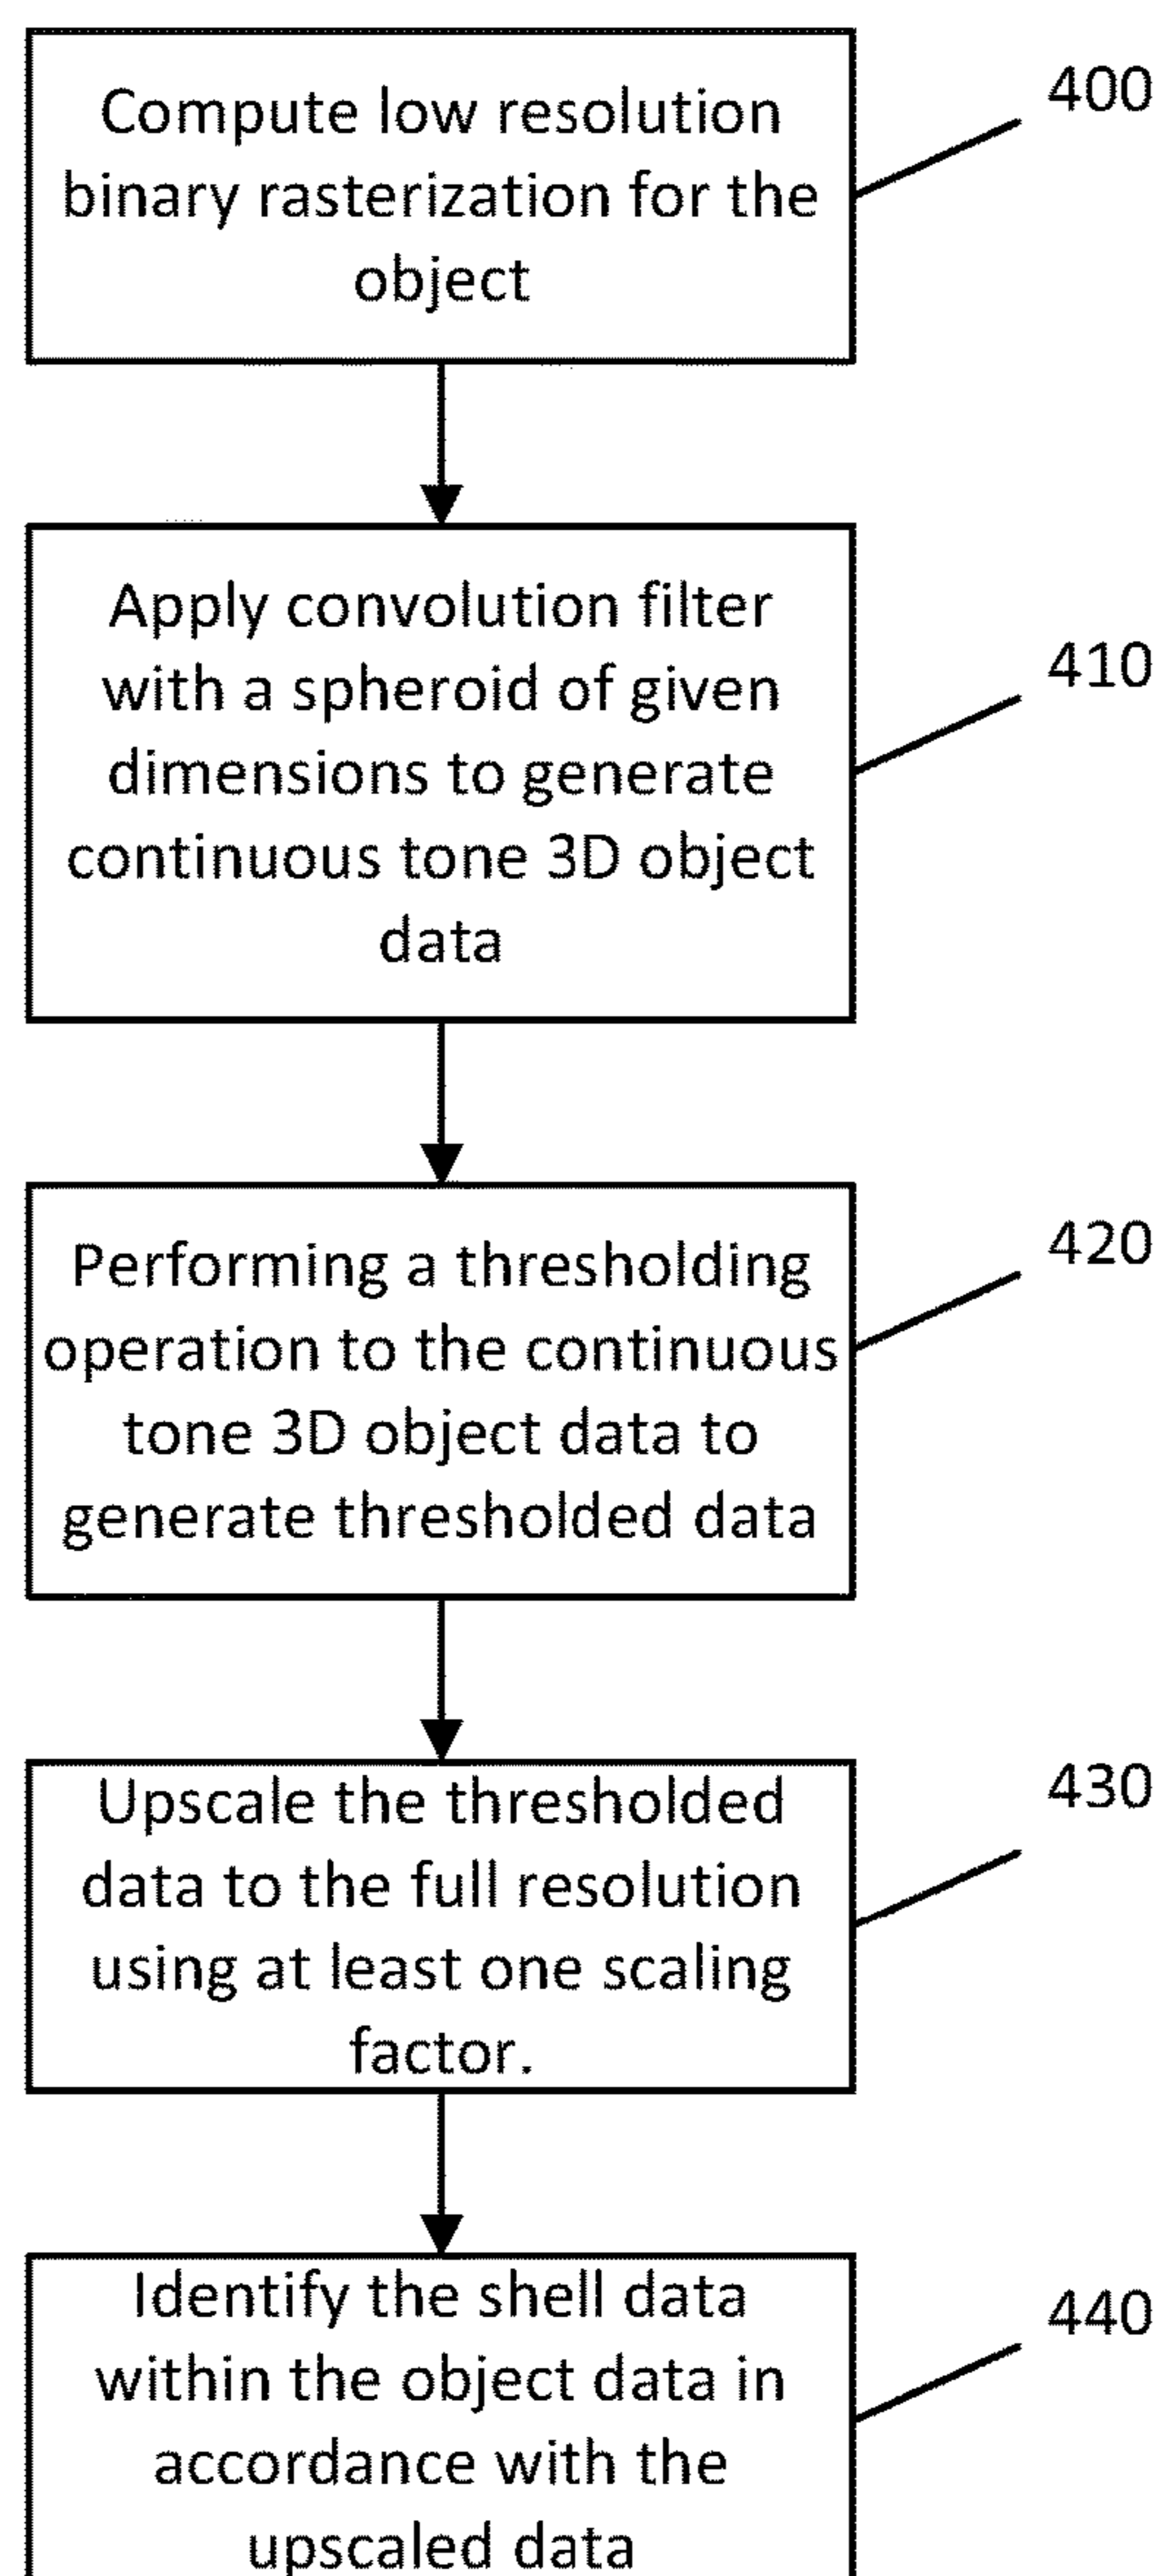 Compute low resolution
binary rasterization for the
object
400
Apply convolution filter
with a spheroid of given
dimensions to generate
continuous tone 3D object
data
410
Performing a thresholding
operation to the continuous
tone 3D object data to
generate thresholded data
420
Upscale the thresholded
data to the full resolution
using at least one scaling
factor.
430
Identify the shell data
within the object data in
accordance with the
upscaled data
440